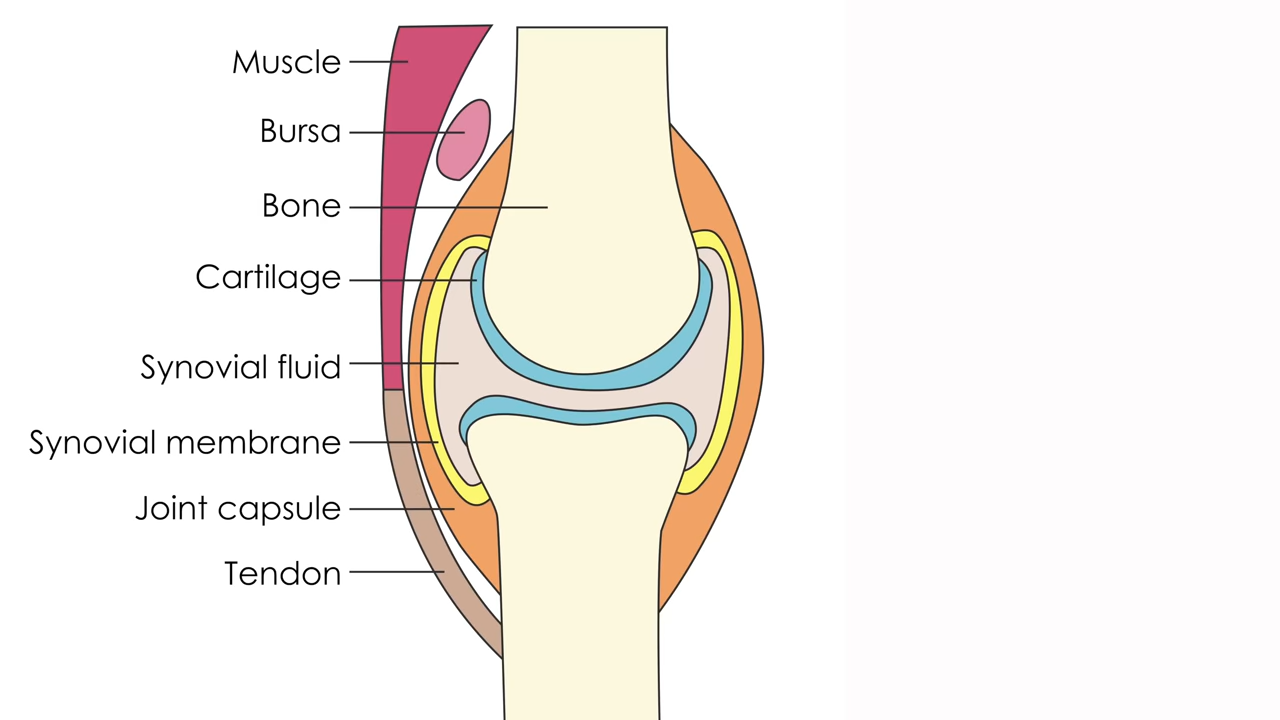 Muscle
Bursa
Bone
Cartilage
Synovial fluid
Synovial membrane
Joint capsule
Tendon